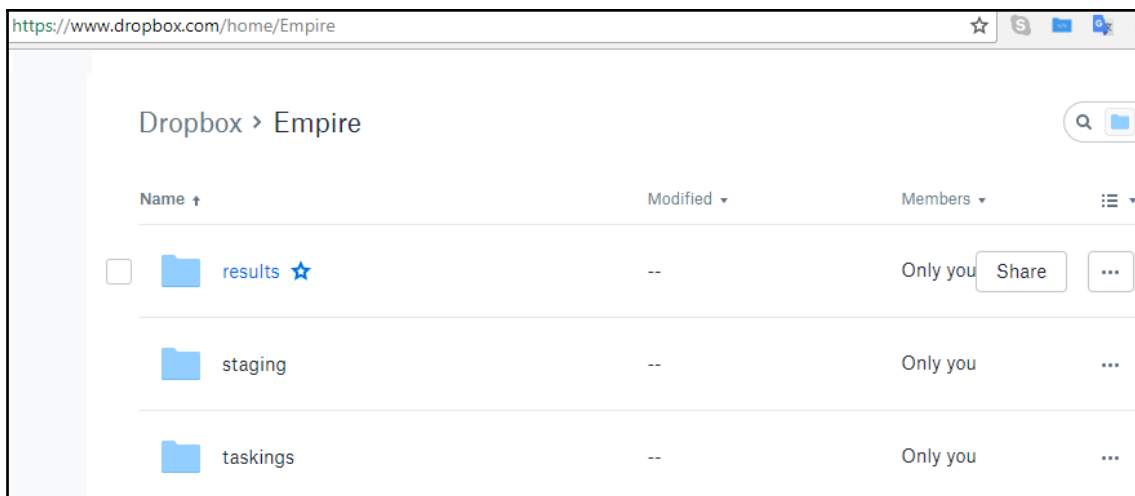 https://www.dropbox.com/home/Empire
Dropbox > Empire
Name Modified Members
results -- Only you Share
staging -- Only you
taskings -- Only you